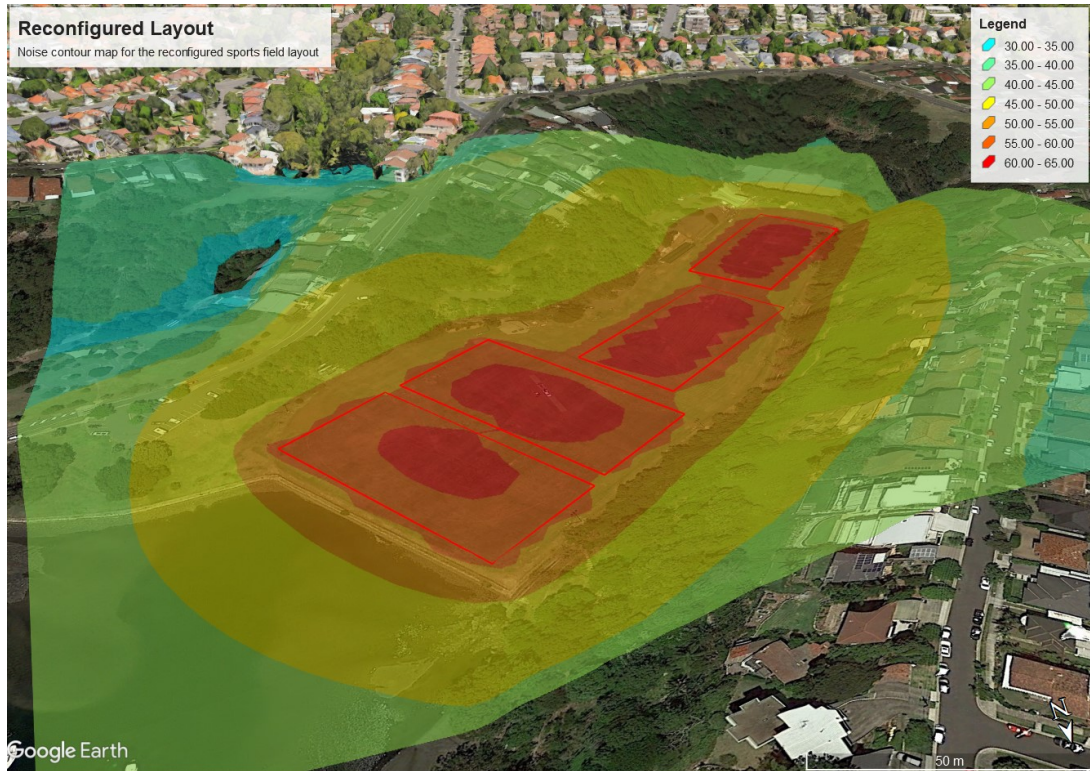 Reconfigured Layout
Noise contour map for the reconfigured sports field layout
Legend
30.00 - 35.00
35.00 - 40.00
40.00 - 45.00
45.00 - 50.00
50.00 - 55.00
55.00 - 60.00
60.00 - 65.00
N
Google Earth
50 m